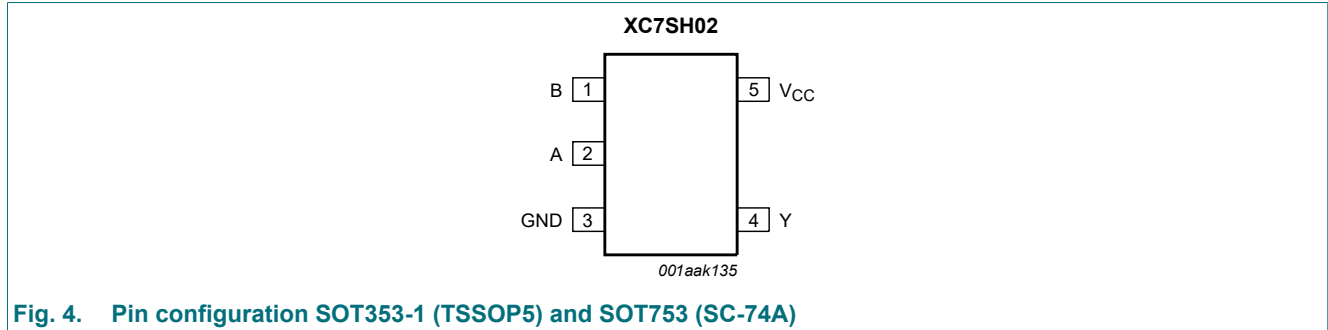 XC7SH02
B 1 5 VCC
A 2
GND 3 4 Y
001aak135
Fig. 4. Pin configuration SOT353-1 (TSSOP5) and SOT753 (SC-74A)